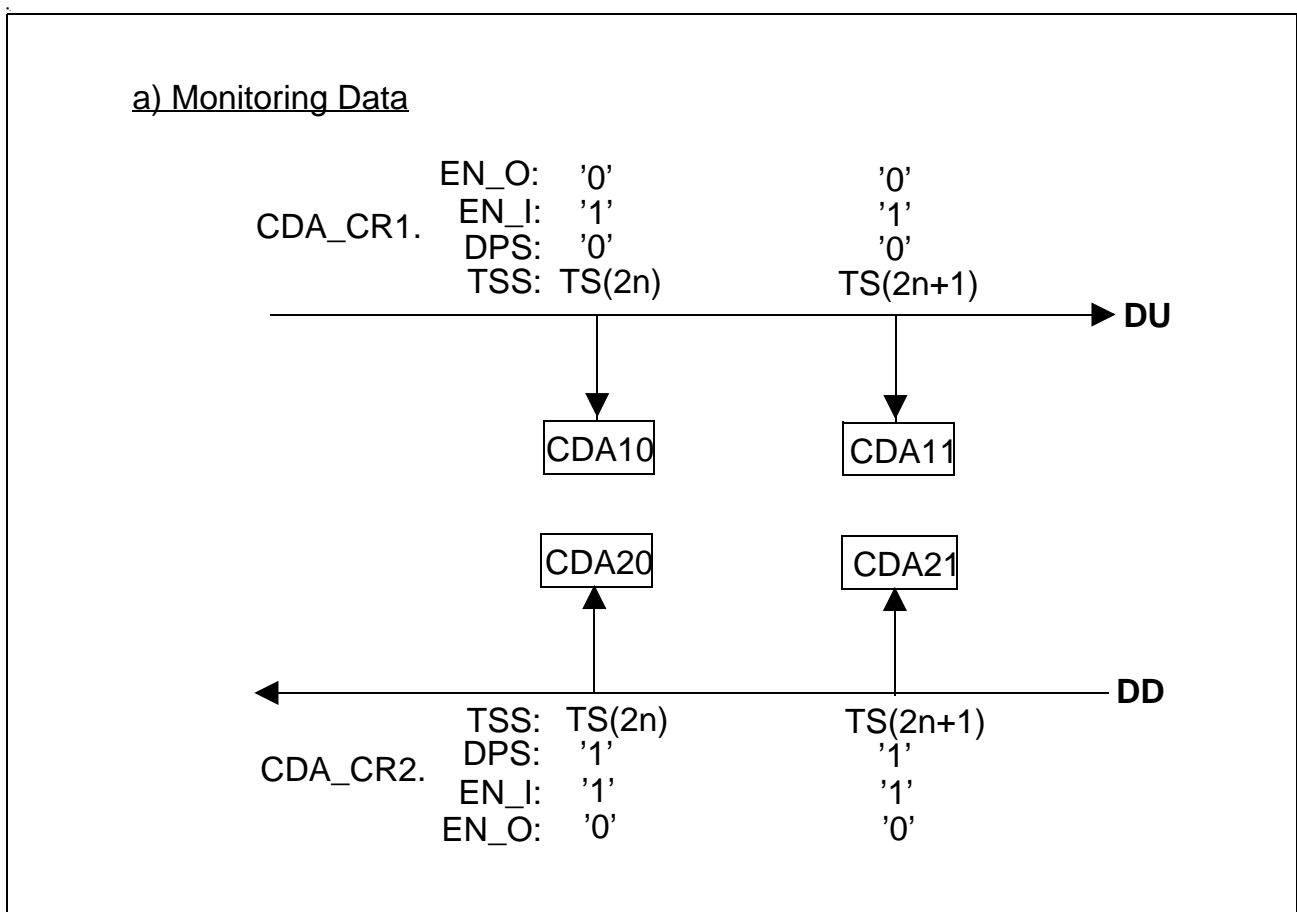 a) Monitoring Data
EN_O: ’0’ ’0’
CDA_CR1. EN_I: ’1’ ’1’
DPS: ’0’ ’0’
TSS: TS(2n) TS(2n+1)
DU
CDA10 CDA11
CDA20 CDA21
DD
TSS: TS(2n) TS(2n+1)
CDA_CR2. DPS: ’1’ ’1’
EN_I: ’1’ ’1’
EN_O: ’0’ ’0’